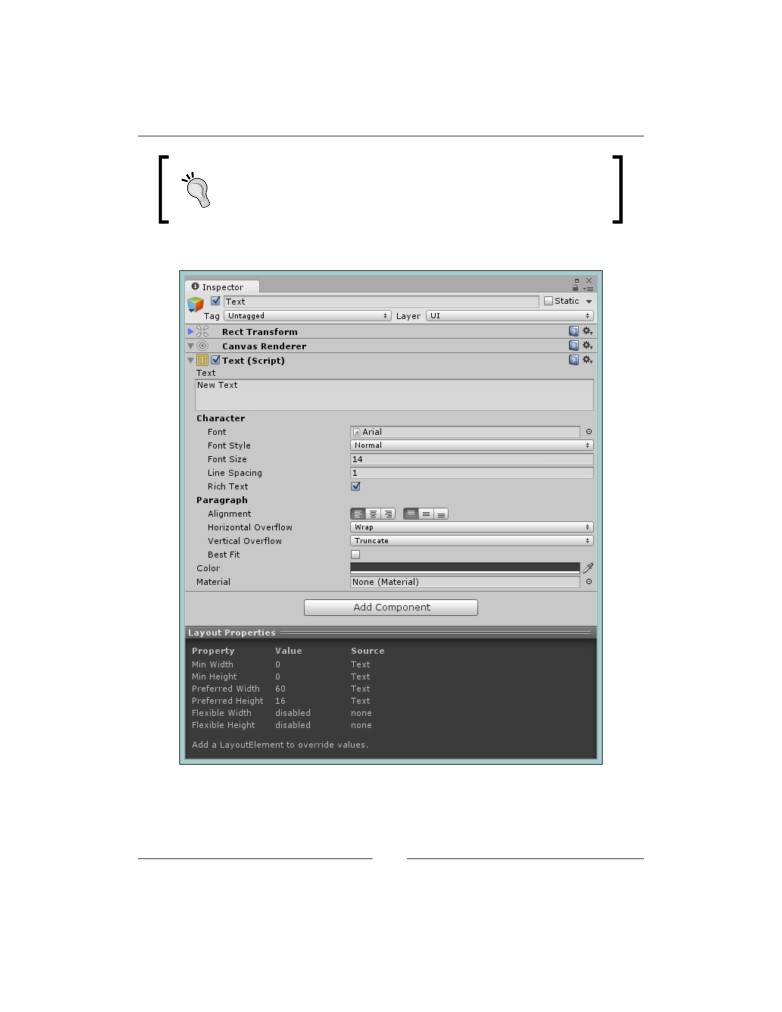 Inspector
Text
Static
Tag Untagged Layer UI
Rect Transform
Canvas Renderer
Text (Script)
Text
New Text
Character
Font Arial
Font Style Normal
Font Size 14
Line Spacing 1
Rich Text
Paragraph
Alignment
Horizontal Overflow Wrap
Vertical Overflow Truncate
Best Fit
Color
Material None (Material)
Add Component
Layout Properties
Property Value Source
Min Width 0 Text
Min Height 0 Text
Preferred Width 60 Text
Preferred Height 16 Text
Flexible Width disabled none
Flexible Height disabled none
Add a LayoutElement to override values.